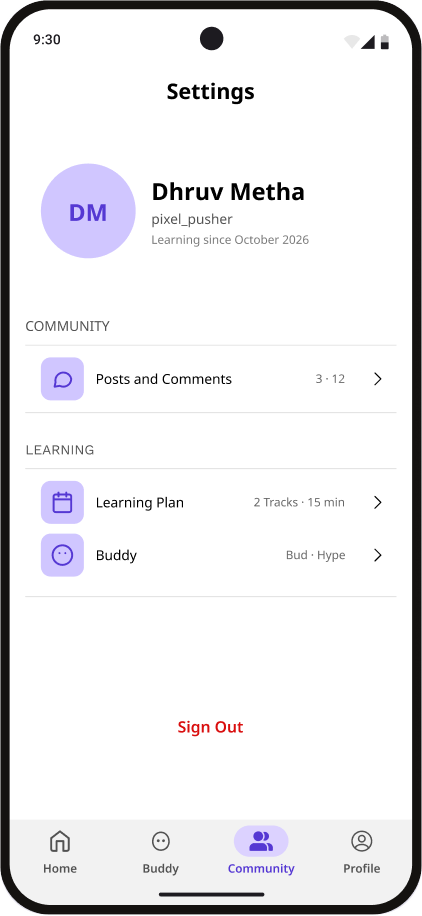 9:30
Settings
DM
Dhruv Metha
pixel_pusher
Learning since October 2026
COMMUNITY
Posts and Comments 3 · 12
LEARNING
Learning Plan 2 Tracks · 15 min
Buddy Bud · Hype
Sign Out
Home Buddy Community Profile